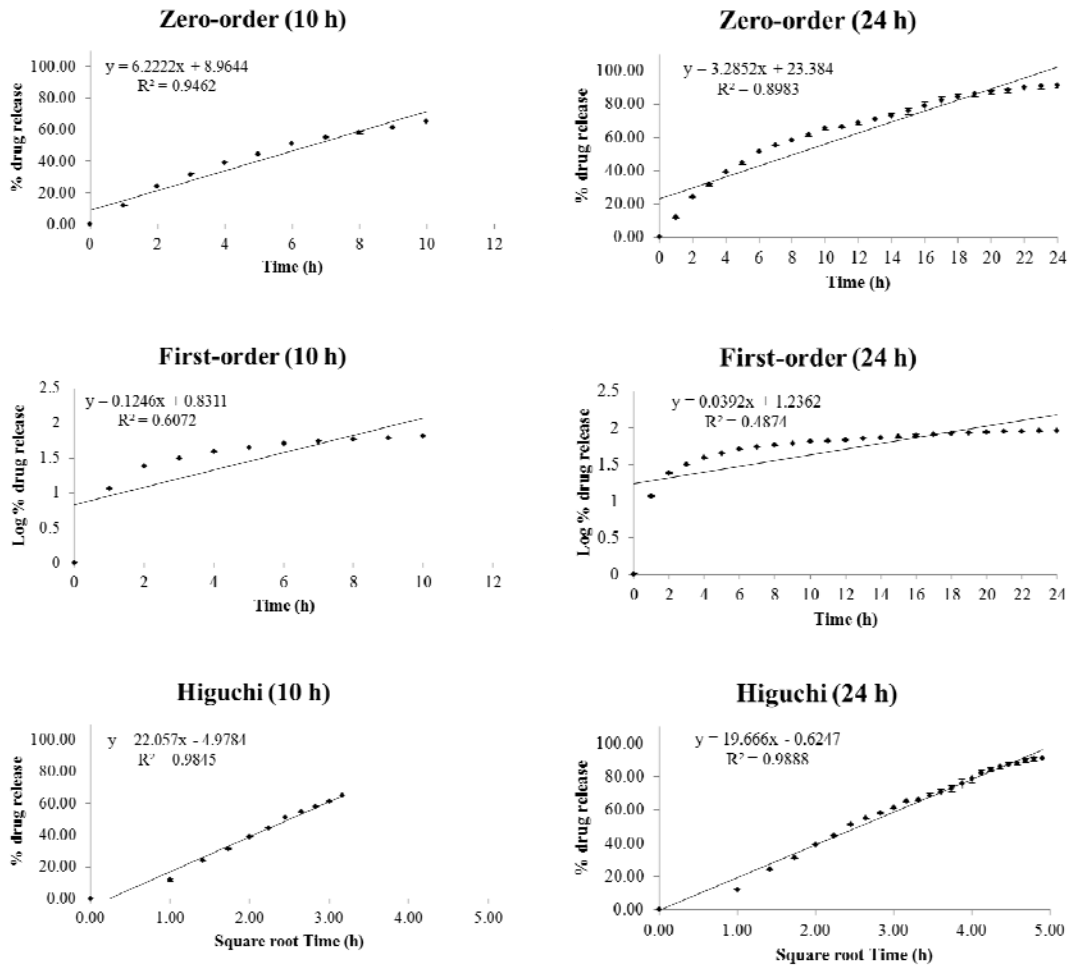 Zero-order (10 h)
y = 6.2222x + 8.9644
R² = 0.9462
% drug release
100.00
80.00
60.00
40.00
20.00
0.00
0 2 4 6 8 10 12
Time (h)
Zero-order (24 h)
y – 3.2852x + 23.384
R² – 0.8983
% drug release
100.00
80.00
60.00
40.00
20.00
0.00
0 2 4 6 8 10 12 14 16 18 20 22 24
Time (h)
First-order (10 h)
y – 0.1246x + 0.8311
R² = 0.6072
Log % drug release
2.5
2
1.5
1
0.5
0
0 2 4 6 8 10 12
Time (h)
First-order (24 h)
y = 0.0392x + 1.2362
R² = 0.4874
Log % drug release
2.5
2
1.5
1
0.5
0
0 2 4 6 8 10 12 14 16 18 20 22 24
Time (h)
Higuchi (10 h)
y 22.057x - 4.9784
R² – 0.9845
% drug release
100.00
80.00
60.00
40.00
20.00
0.00
0.00 1.00 2.00 3.00 4.00 5.00
Square root Time (h)
Higuchi (24 h)
y = 19.666x - 0.6247
R² = 0.9888
% drug release
100.00
80.00
60.00
40.00
20.00
0.00
0.00 1.00 2.00 3.00 4.00 5.00
Square root Time (h)